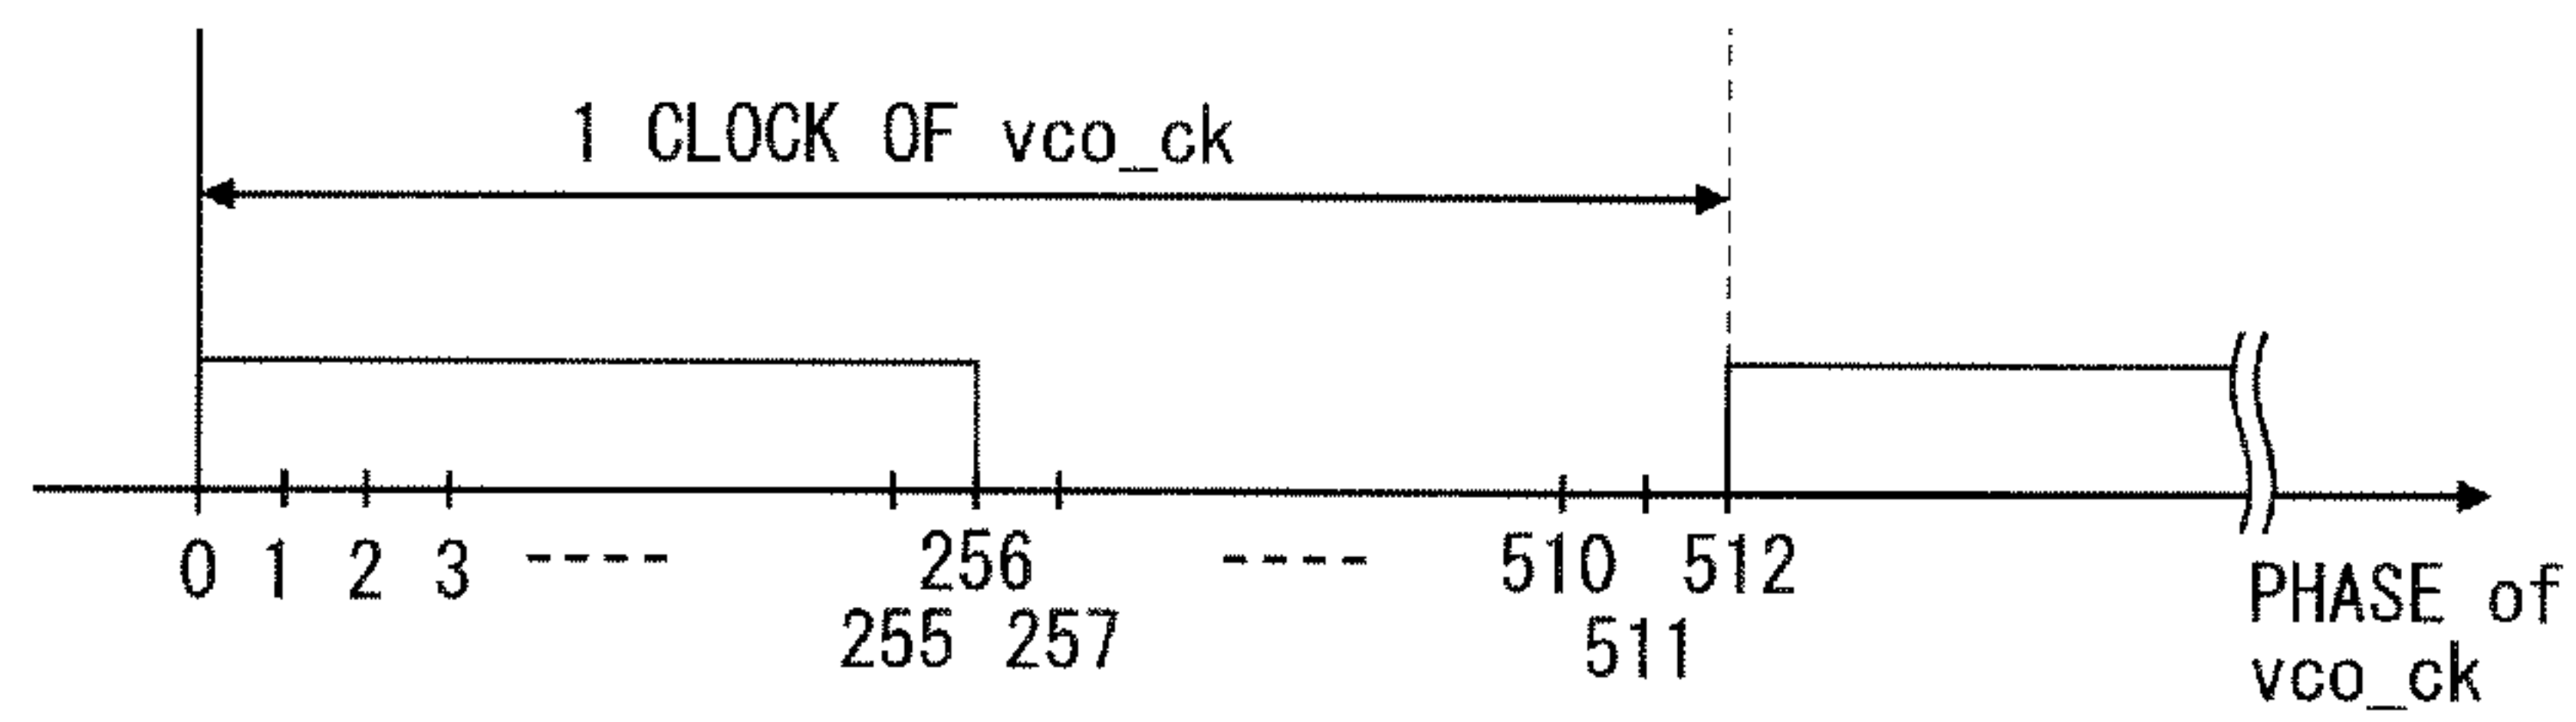 1 CLOCK OF vco_ck
0 1 2 3 ---- 256 ---- 510 512
255 257 511
PHASE of
vco_ck